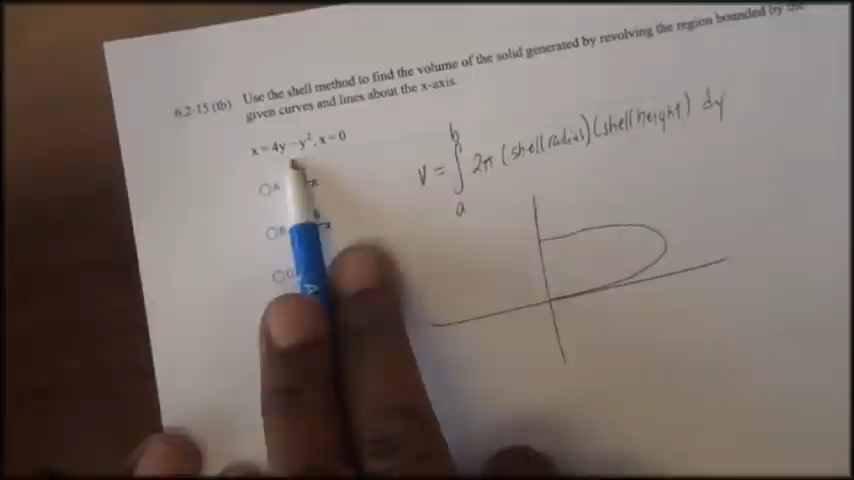 6.2-15 (tb) Use the shell method to find the volume of the solid generated by revolving the region bounded by the
given curves and lines about the x-axis.
x = 4y − y², x = 0
V = ∫ₐᵇ 2π (shell radius)(shell height) dy
A